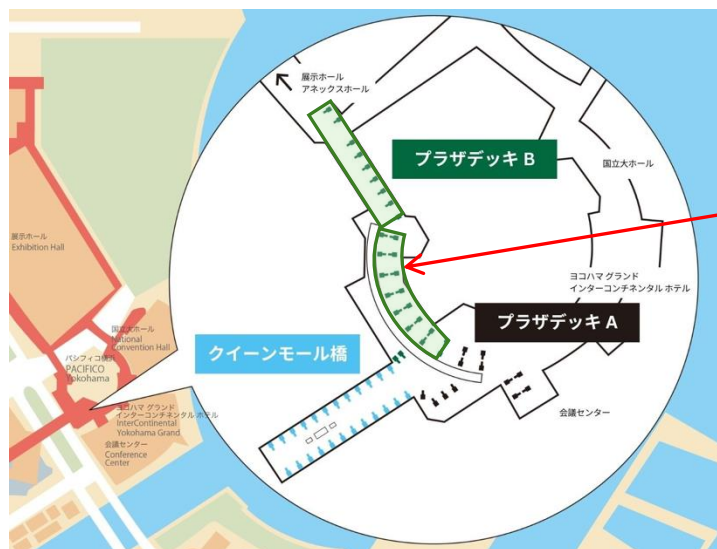 展示ホール
アネックスホール
プラザデッキ B
国立大ホール
展示ホール
Exhibition Hall
ヨコハマ グランド
インターコンチネンタル ホテル
プラザデッキ A
国立大ホール
National
Convention Hall
クイーンモール橋
パシフィコ横浜
PACIFICO
Yokohama
ヨコハマ グランド
インターコンチネンタル ホテル
InterContinental
Yokohama Grand
会議センター
会議センター
Conference
Center